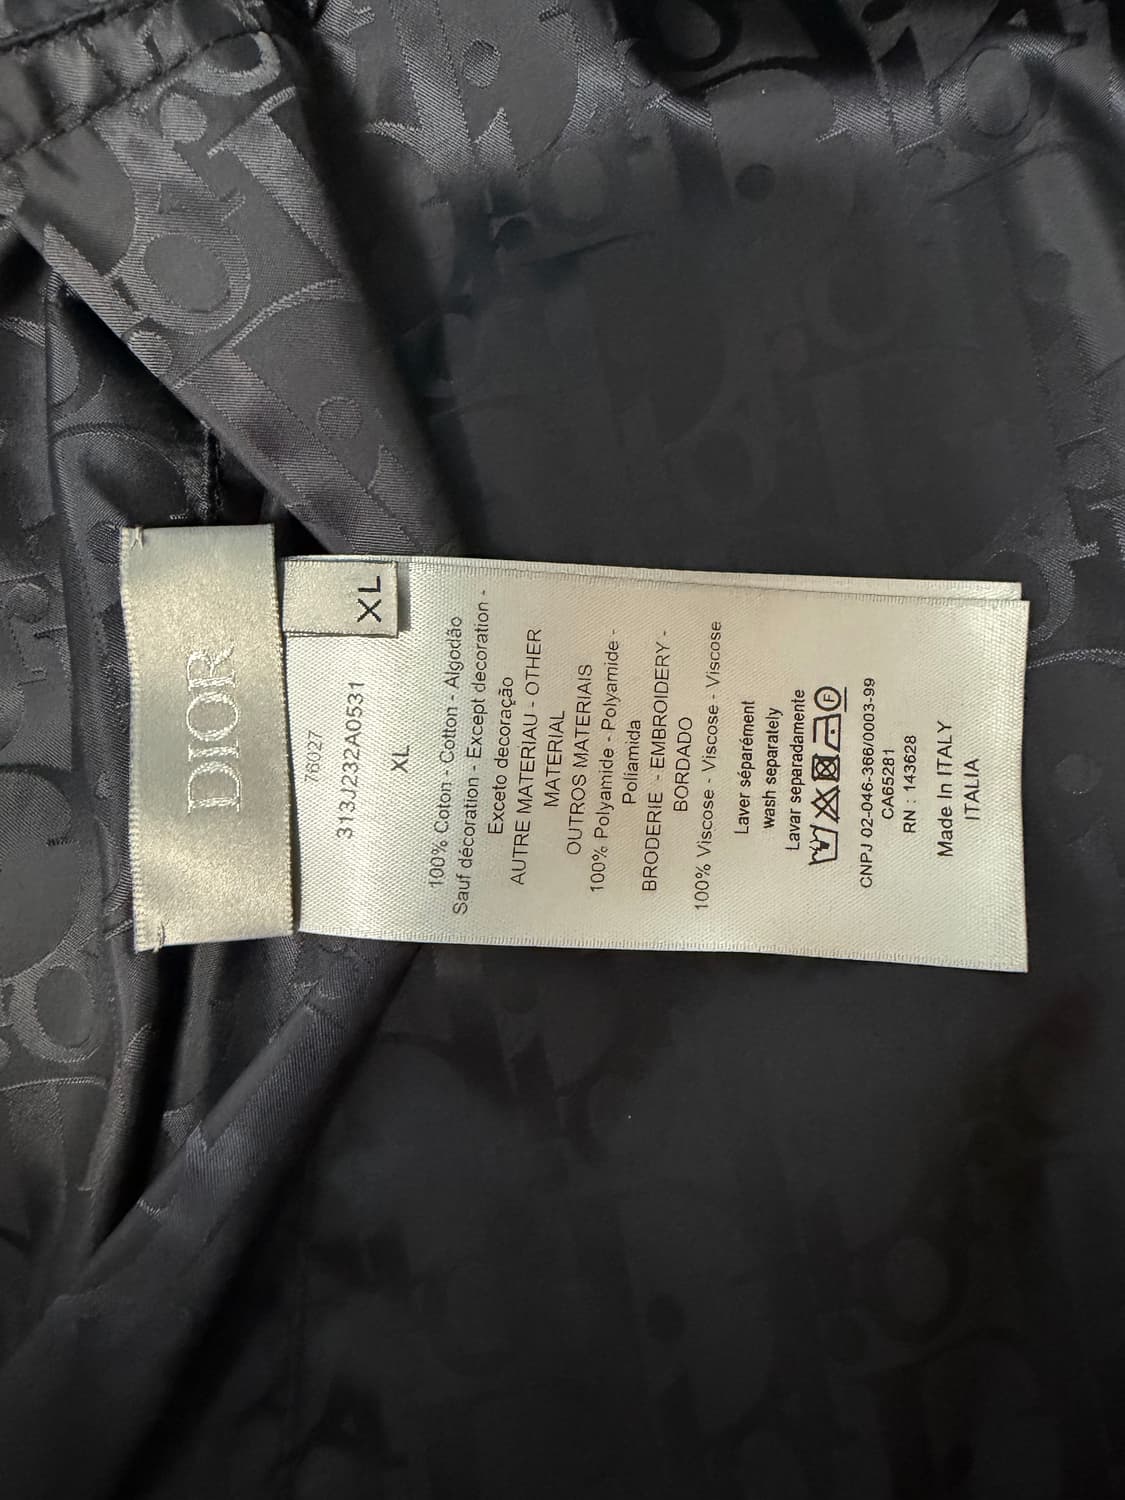 DIOR
XL
76027
313J232A0531
XL
100% Coton - Cotton - Algodão
Sauf décoration - Except decoration -
Exceto decoração
AUTRE MATERIAU - OTHER
MATERIAL
OUTROS MATERIAIS
100% Polyamide - Polyamide -
Poliamida
BRODERIE - EMBROIDERY -
BORDADO
100% Viscose - Viscose - Viscose
Laver séparément
wash separately
Lavar separadamente
F
CNPJ 02-046-366/0003-99
CA65281
RN : 143628
Made In ITALY
ITALIA